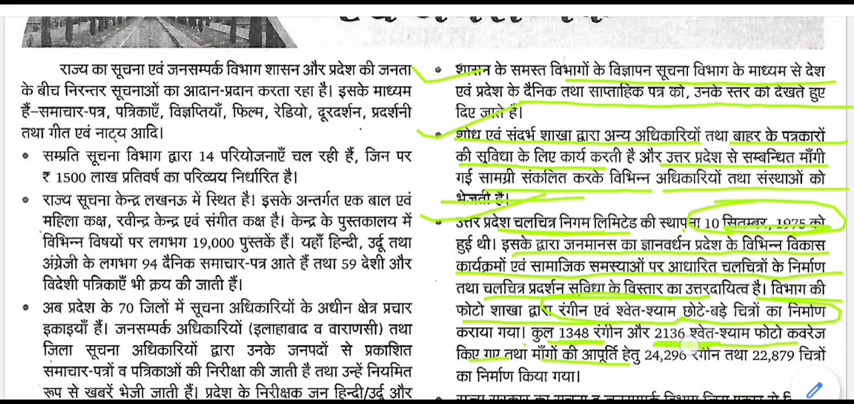 राज्य का सूचना एवं जनसम्पर्क विभाग शासन और प्रदेश की जनता
के बीच निरन्तर सूचनाओं का आदान-प्रदान करता रहा है। इसके माध्यम
हैं–समाचार-पत्र, पत्रिकाएँ, विज्ञप्तियाँ, फिल्म, रेडियो, दूरदर्शन, प्रदर्शनी
तथा गीत एवं नाट्य आदि।
• सम्प्रति सूचना विभाग द्वारा 14 परियोजनाएँ चल रही हैं, जिन पर
₹ 1500 लाख प्रतिवर्ष का परिव्यय निर्धारित है।
• राज्य सूचना केन्द्र लखनऊ में स्थित है। इसके अन्तर्गत एक बाल एवं
महिला कक्ष, रवीन्द्र केन्द्र एवं संगीत कक्ष है। केन्द्र के पुस्तकालय में
विभिन्न विषयों पर लगभग 19,000 पुस्तकें हैं। यहाँ हिन्दी, उर्दू तथा
अंग्रेजी के लगभग 94 दैनिक समाचार-पत्र आते हैं तथा 59 देशी और
विदेशी पत्रिकाएँ भी क्रय की जाती हैं।
• अब प्रदेश के 70 जिलों में सूचना अधिकारियों के अधीन क्षेत्र प्रचार
इकाइयाँ हैं। जनसम्पर्क अधिकारियों (इलाहाबाद व वाराणसी) तथा
जिला सूचना अधिकारियों द्वारा उनके जनपदों से प्रकाशित
समाचार-पत्रों व पत्रिकाओं की निरीक्षा की जाती है तथा उन्हें नियमित
रूप से खबरें भेजी जाती हैं। प्रदेश के निरीक्षक जन हिन्दी/उर्दू और
• शासन के समस्त विभागों के विज्ञापन सूचना विभाग के माध्यम से देश
एवं प्रदेश के दैनिक तथा साप्ताहिक पत्र को, उनके स्तर को देखते हुए
दिए जाते हैं।
• शोध एवं संदर्भ शाखा द्वारा अन्य अधिकारियों तथा बाहर के पत्रकारों
की सुविधा के लिए कार्य करती है और उत्तर प्रदेश से सम्बन्धित माँगी
गई सामग्री संकलित करके विभिन्न अधिकारियों तथा संस्थाओं को
भेजती है।
• उत्तर प्रदेश चलचित्र निगम लिमिटेड की स्थापना 10 सितम्बर, 1975 को
हुई थी। इसके द्वारा जनमानस का ज्ञानवर्धन प्रदेश के विभिन्न विकास
कार्यक्रमों एवं सामाजिक समस्याओं पर आधारित चलचित्रों के निर्माण
तथा चलचित्र प्रदर्शन सुविधा के विस्तार का उत्तरदायित्व है। विभाग की
फोटो शाखा द्वारा रंगीन एवं श्वेत-श्याम छोटे-बड़े चित्रों का निर्माण
कराया गया। कुल 1348 रंगीन और 2136 श्वेत-श्याम फोटो कवरेज
किए गए तथा माँगों की आपूर्ति हेतु 24,296 रंगीन तथा 22,879 चित्रों
का निर्माण किया गया।